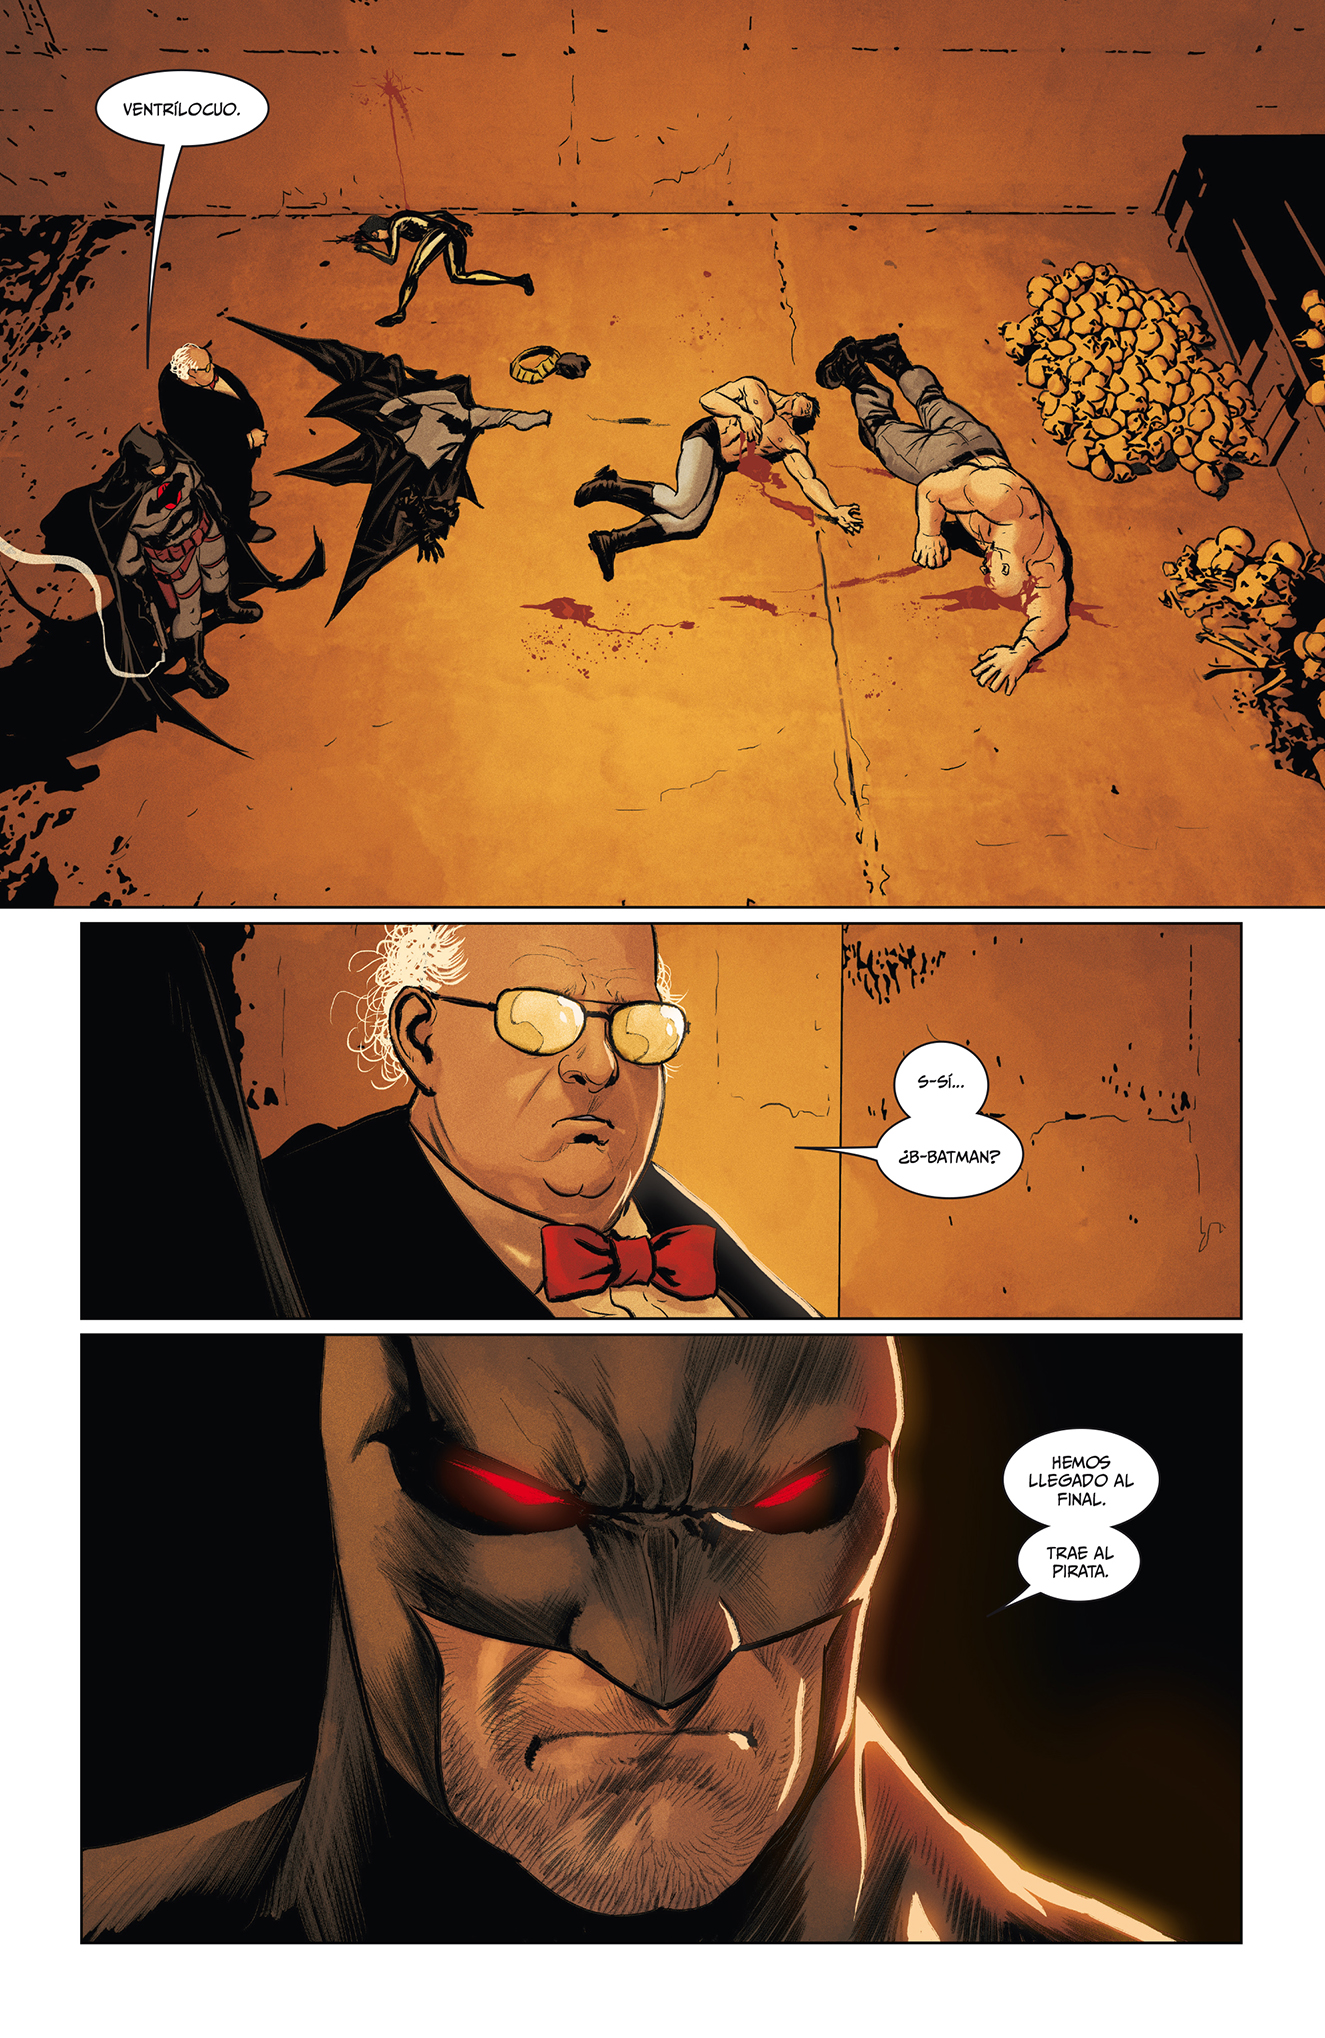 VENTRÍLOCUO.
S-SÍ...
¿B-BATMAN?
HEMOS
LLEGADO AL
FINAL.
TRAE AL
PIRATA.